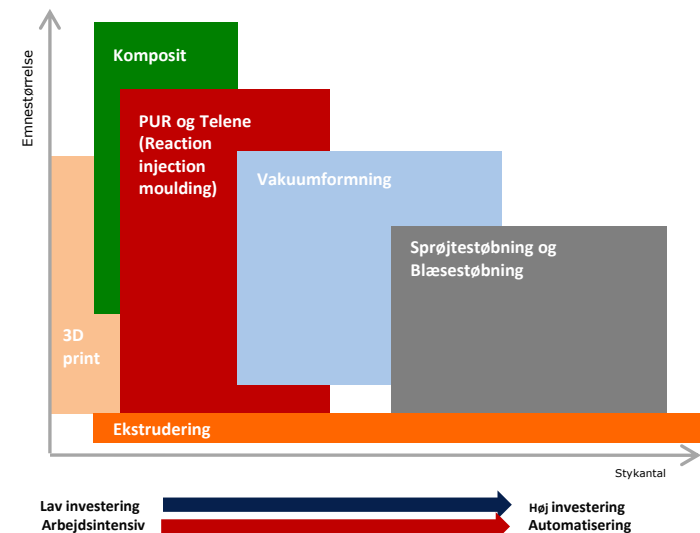 Emnestørrelse
Komposit
PUR og Telene
(Reaction
injection
moulding)
Vakuumformning
Sprøjtestøbning og
Blæsestøbning
3D
print
Ekstrudering
Stykantal
Lav investering
Høj investering
Arbejdsintensiv
Automatisering